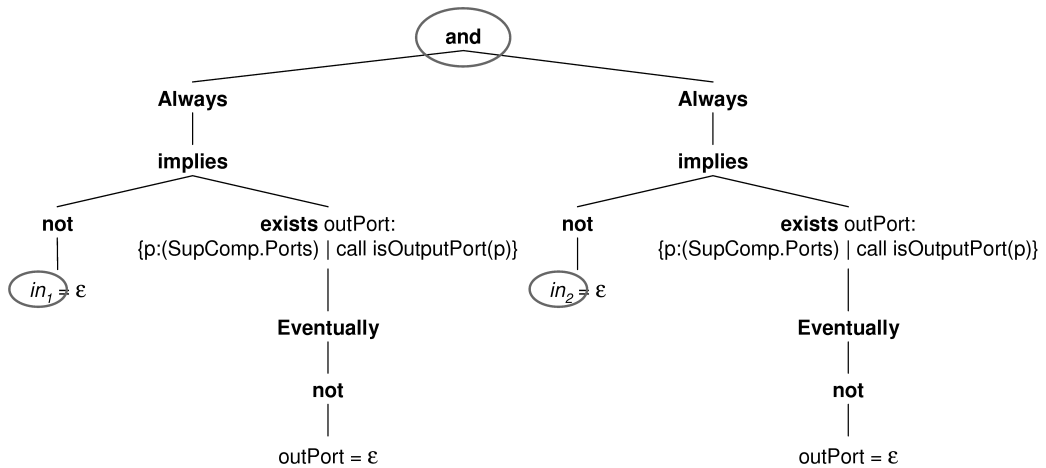 and
Always Always
implies implies
not exists outPort: not exists outPort:
{p:(SupComp.Ports) | call isOutputPort(p)} {p:(SupComp.Ports) | call isOutputPort(p)}
in₁ = ε in₂ = ε
Eventually Eventually
not not
outPort = ε outPort = ε